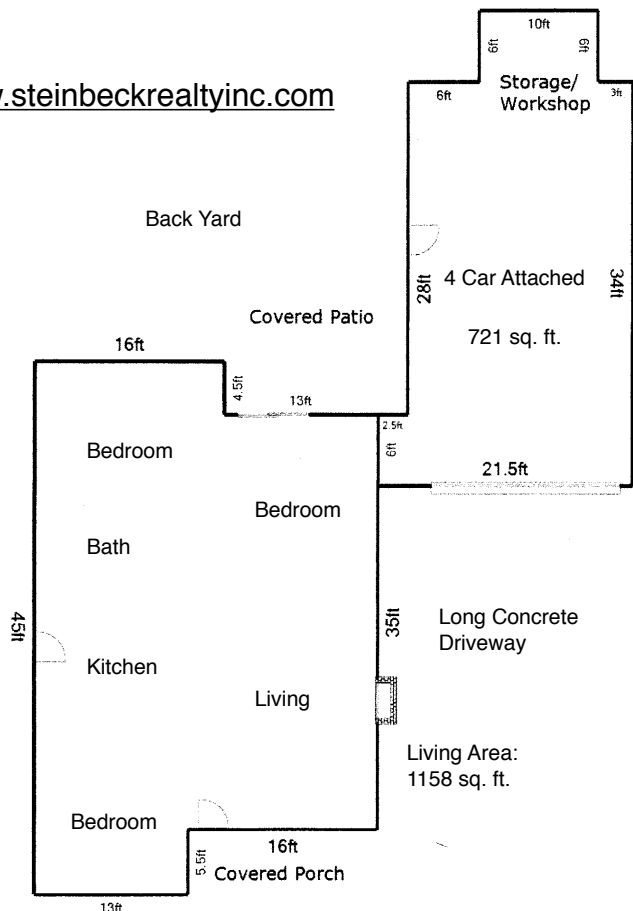 10ft
6ft
6ft
.steinbeckrealtyinc.com
6ft
Storage/
Workshop
3ft
Back Yard
28ft
4 Car Attached
34ft
Covered Patio
721 sq. ft.
16ft
4.5ft
13ft
2.5ft
6ft
Bedroom
21.5ft
Bedroom
Bath
45ft
35ft
Long Concrete
Driveway
Kitchen
Living
Living Area:
1158 sq. ft.
Bedroom
16ft
5.5ft
Covered Porch
13ft